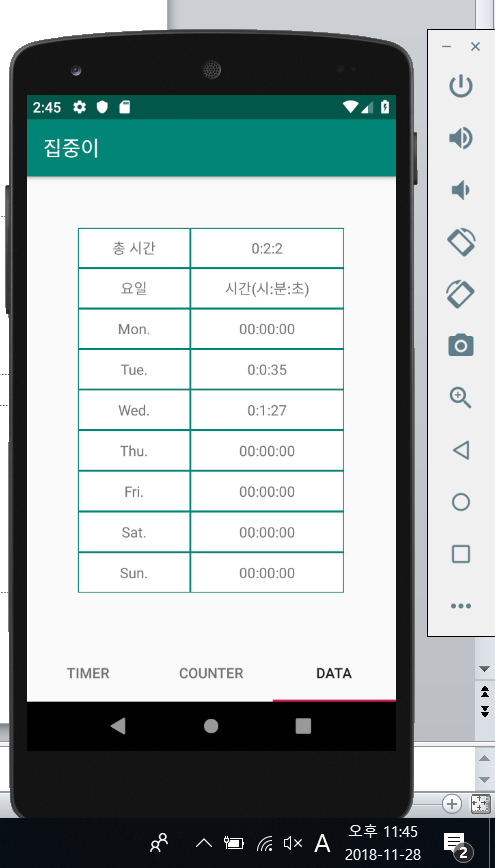 2:45
집중이
총 시간 0:2:2
요일 시간(시:분:초)
Mon. 00:00:00
Tue. 0:0:35
Wed. 0:1:27
Thu. 00:00:00
Fri. 00:00:00
Sat. 00:00:00
Sun. 00:00:00
TIMER COUNTER DATA
A 오후 11:45
2018-11-28 2